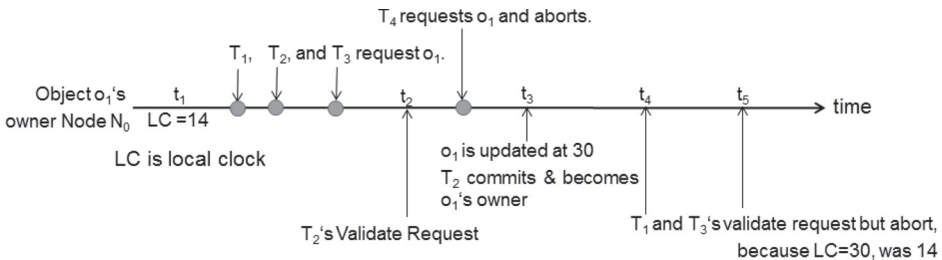 T₄ requests o₁ and aborts.
T₁, T₂, and T₃ request o₁.
Object o₁'s
owner Node N₀
t₁
LC =14
t₂
t₃
t₄
t₅
time
LC is local clock
o₁ is updated at 30
T₂ commits & becomes
o₁'s owner
T₂'s Validate Request
T₁ and T₃'s validate request but abort,
because LC=30, was 14